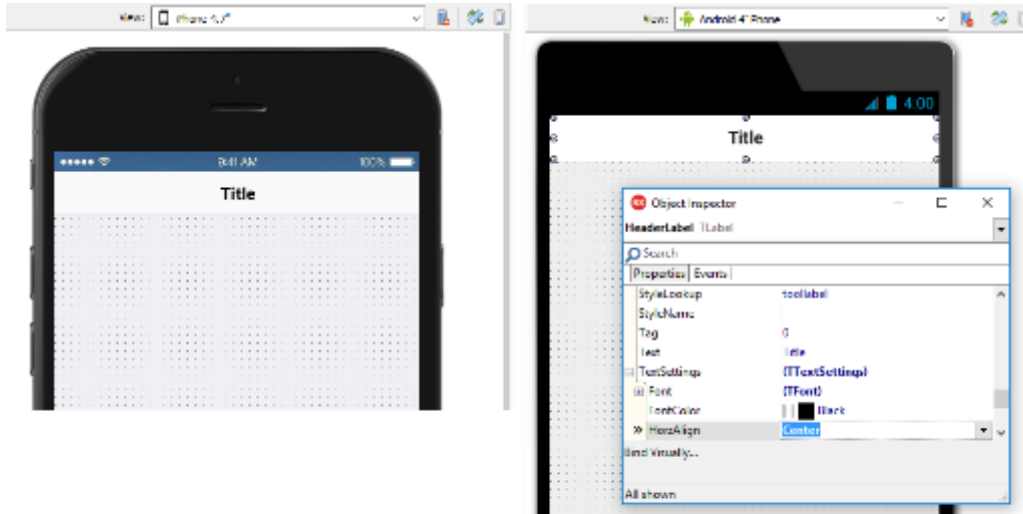 View: iPhone 4.7"
9:41 AM 100%
Title
View: Android 4" Phone
4:00
Title
Object Inspector
HeaderLabel TLabel
Search
Properties Events
StyleLookup toollabel
StyleName
Tag 0
Text Title
TextSettings (TTextSettings)
Font (TFont)
FontColor Black
HorzAlign Center
Bind Visually...
All shown